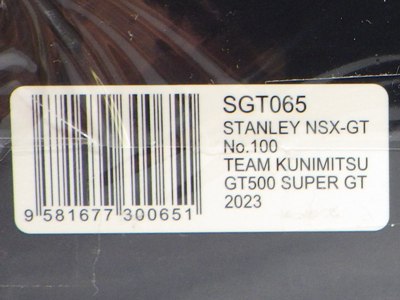 SGT065
STANLEY NSX-GT
No.100
TEAM KUNIMITSU
GT500 SUPER GT
2023
9 581677 300651